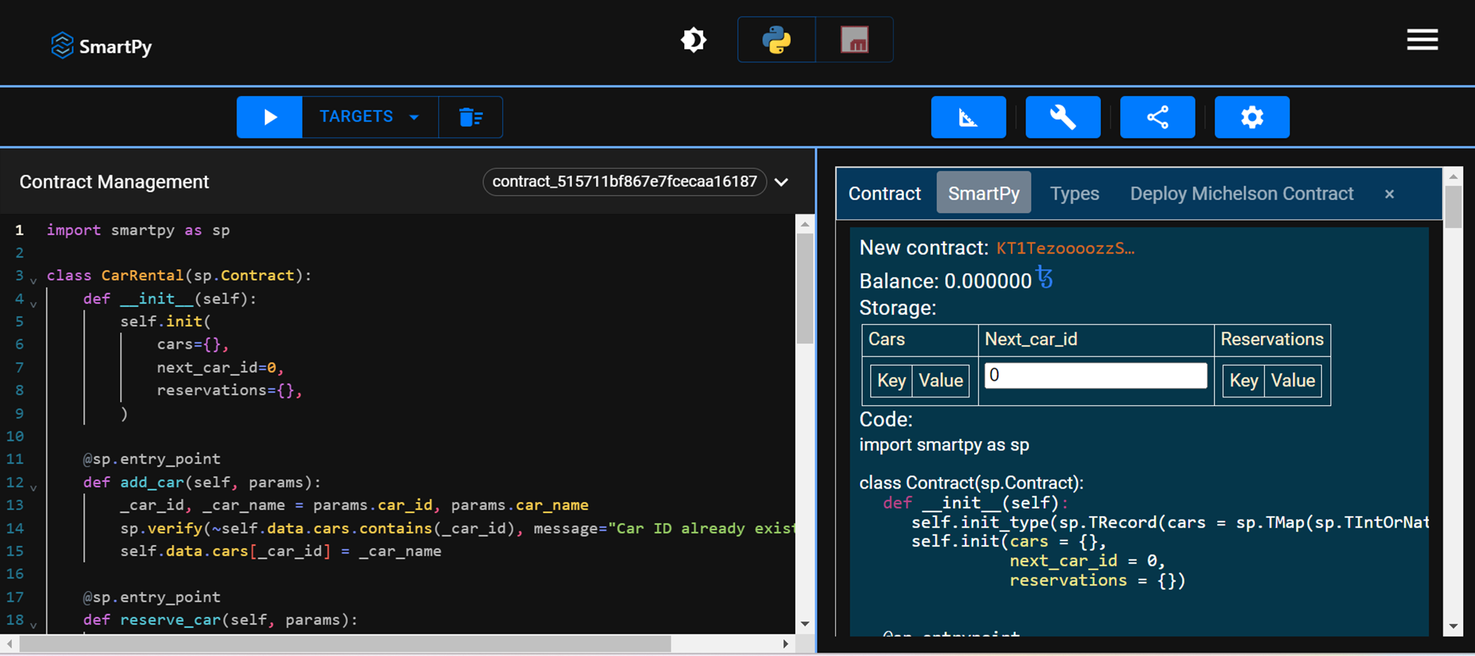 SmartPy
TARGETS
Contract Management
contract_515711bf867e7fcecaa16187
1 import smartpy as sp
2
3 class CarRental(sp.Contract):
4 def __init__(self):
5 self.init(
6 cars={},
7 next_car_id=0,
8 reservations={},
9 )
10
11 @sp.entry_point
12 def add_car(self, params):
13 _car_id, _car_name = params.car_id, params.car_name
14 sp.verify(~self.data.cars.contains(_car_id), message="Car ID already exist
15 self.data.cars[_car_id] = _car_name
16
17 @sp.entry_point
18 def reserve_car(self, params):
Contract SmartPy Types Deploy Michelson Contract ×
New contract: KT1TezoooozzS…
Balance: 0.000000 ꜩ
Storage:
Cars Next_car_id Reservations
Key Value 0 Key Value
Code:
import smartpy as sp
class Contract(sp.Contract):
def __init__(self):
self.init_type(sp.TRecord(cars = sp.TMap(sp.TIntOrNat
self.init(cars = {},
next_car_id = 0,
reservations = {})
@sp.entrypoint